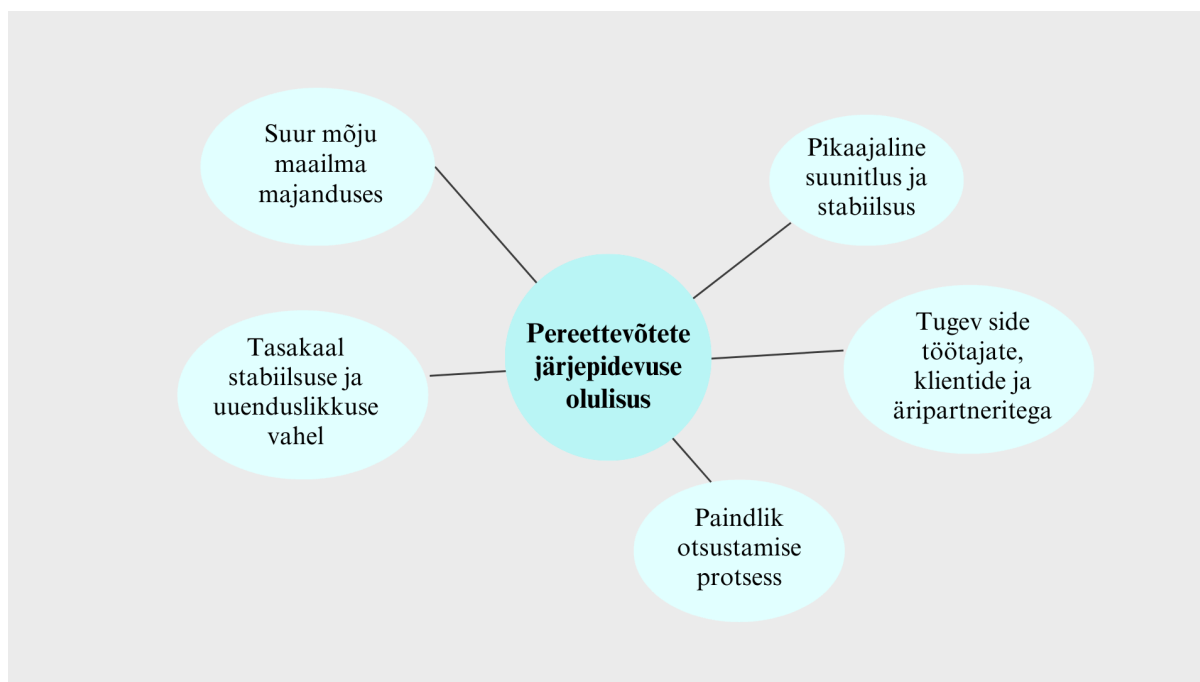 Suur mõju
maailma
majanduses
Pikaajaline
suunitlus ja
stabiilsus
Pereettevõtete
järjepidevuse
olulisus
Tasakaal
stabiilsuse ja
uuenduslikkuse
vahel
Tugev side
töötajate,
klientide ja
äripartneritega
Paindlik
otsustamise
protsess